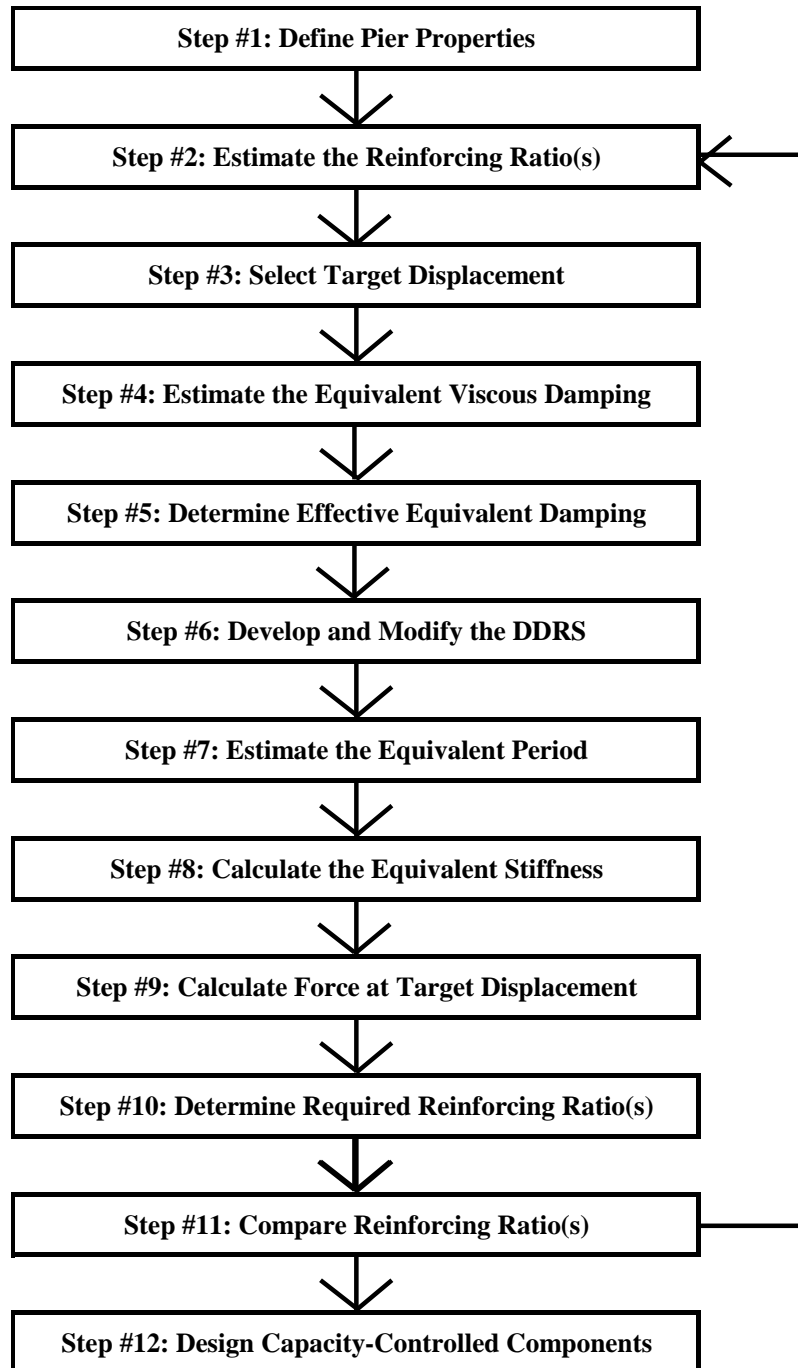 Step #1: Define Pier Properties
Step #2: Estimate the Reinforcing Ratio(s)
Step #3: Select Target Displacement
Step #4: Estimate the Equivalent Viscous Damping
Step #5: Determine Effective Equivalent Damping
Step #6: Develop and Modify the DDRS
Step #7: Estimate the Equivalent Period
Step #8: Calculate the Equivalent Stiffness
Step #9: Calculate Force at Target Displacement
Step #10: Determine Required Reinforcing Ratio(s)
Step #11: Compare Reinforcing Ratio(s)
Step #12: Design Capacity-Controlled Components